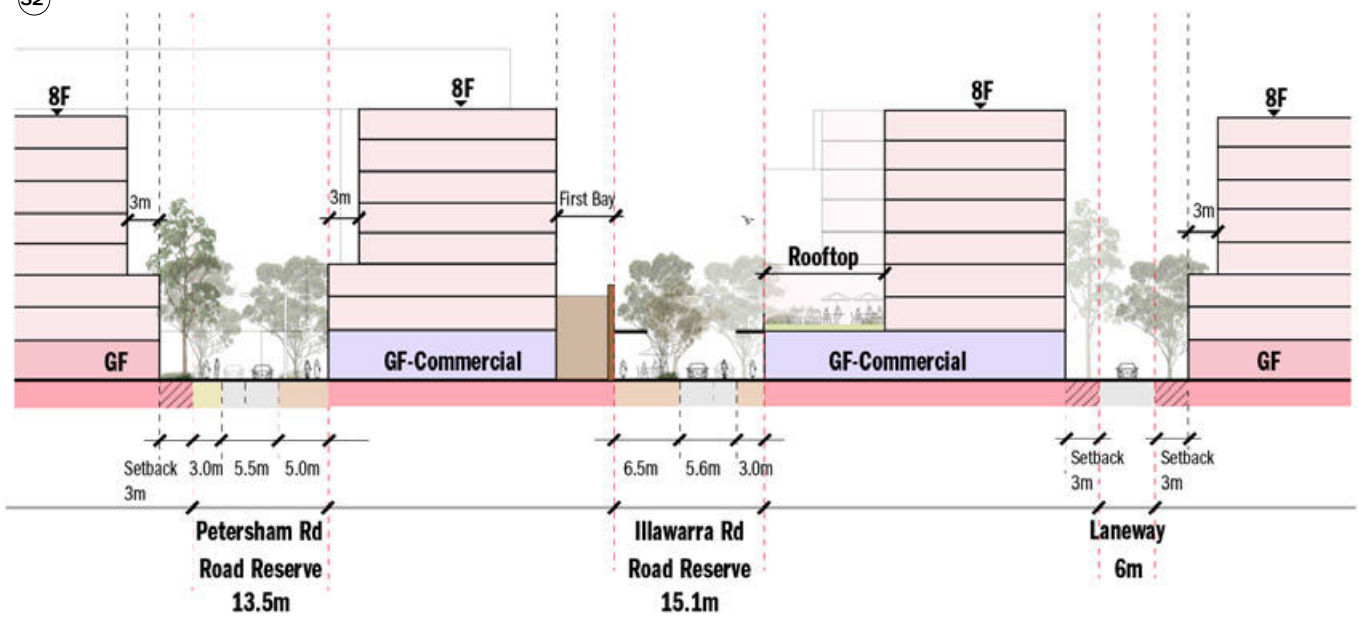 S2
8F
8F
8F
8F
3m
3m
First Bay
3m
Rooftop
GF
GF-Commercial
GF-Commercial
GF
Setback
3m
3.0m
5.5m
5.0m
6.5m
5.6m
3.0m
Setback
3m
Setback
3m
Petersham Rd
Road Reserve
13.5m
Illawarra Rd
Road Reserve
15.1m
Laneway
6m